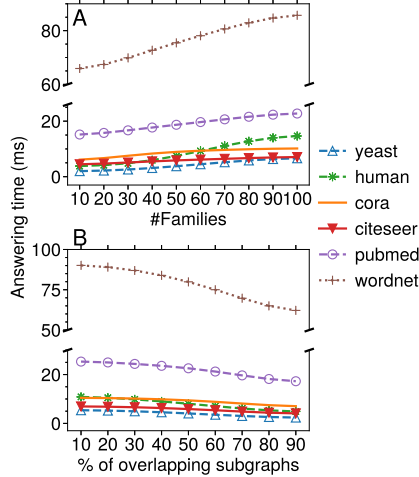 A
80
60
20
0
10 20 30 40 50 60 70 80 90 100
#Families
Answering time (ms)
yeast
human
cora
citeseer
pubmed
wordnet
B
100
75
50
20
0
10 20 30 40 50 60 70 80 90
% of overlapping subgraphs